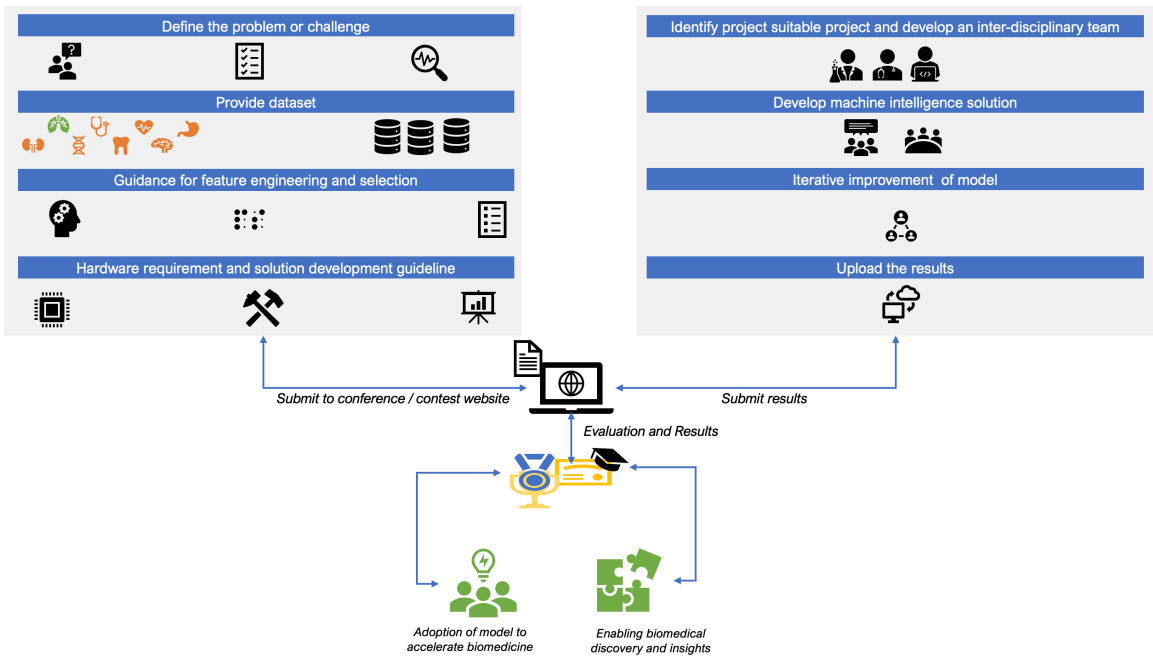 Define the problem or challenge
Provide dataset
Guidance for feature engineering and selection
Hardware requirement and solution development guideline
Identify project suitable project and develop an inter-disciplinary team
Develop machine intelligence solution
Iterative improvement of model
Upload the results
Submit to conference / contest website
Submit results
Evaluation and Results
Adoption of model to
accelerate biomedicine
Enabling biomedical
discovery and insights